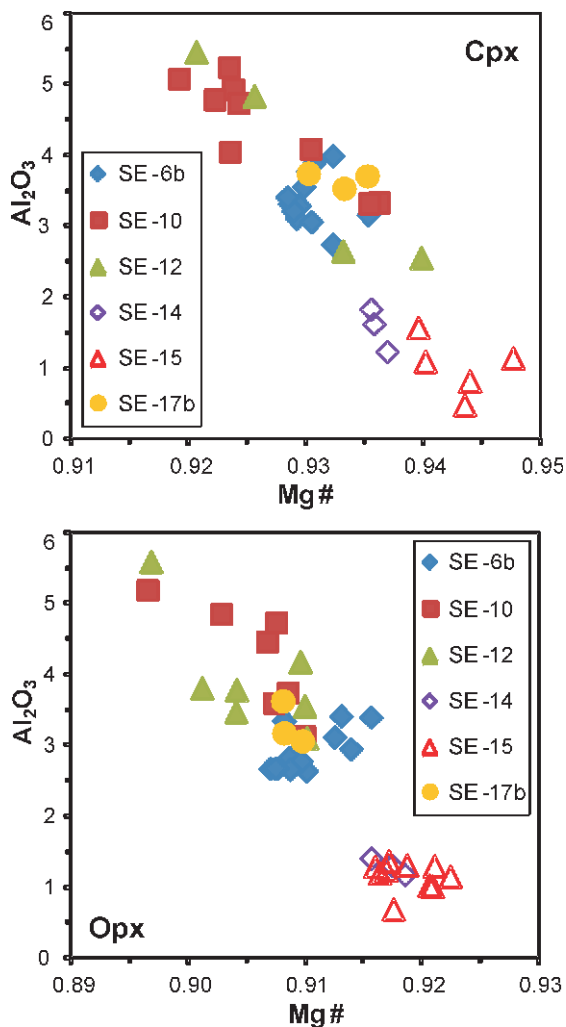 Cpx
6
5
4
3
2
1
0
Al₂O₃
SE-6b
SE-10
SE-12
SE-14
SE-15
SE-17b
0.91 0.92 0.93 0.94 0.95
Mg#
6
5
4
3
2
1
0
Al₂O₃
SE-6b
SE-10
SE-12
SE-14
SE-15
SE-17b
Opx
0.89 0.90 0.91 0.92 0.93
Mg#